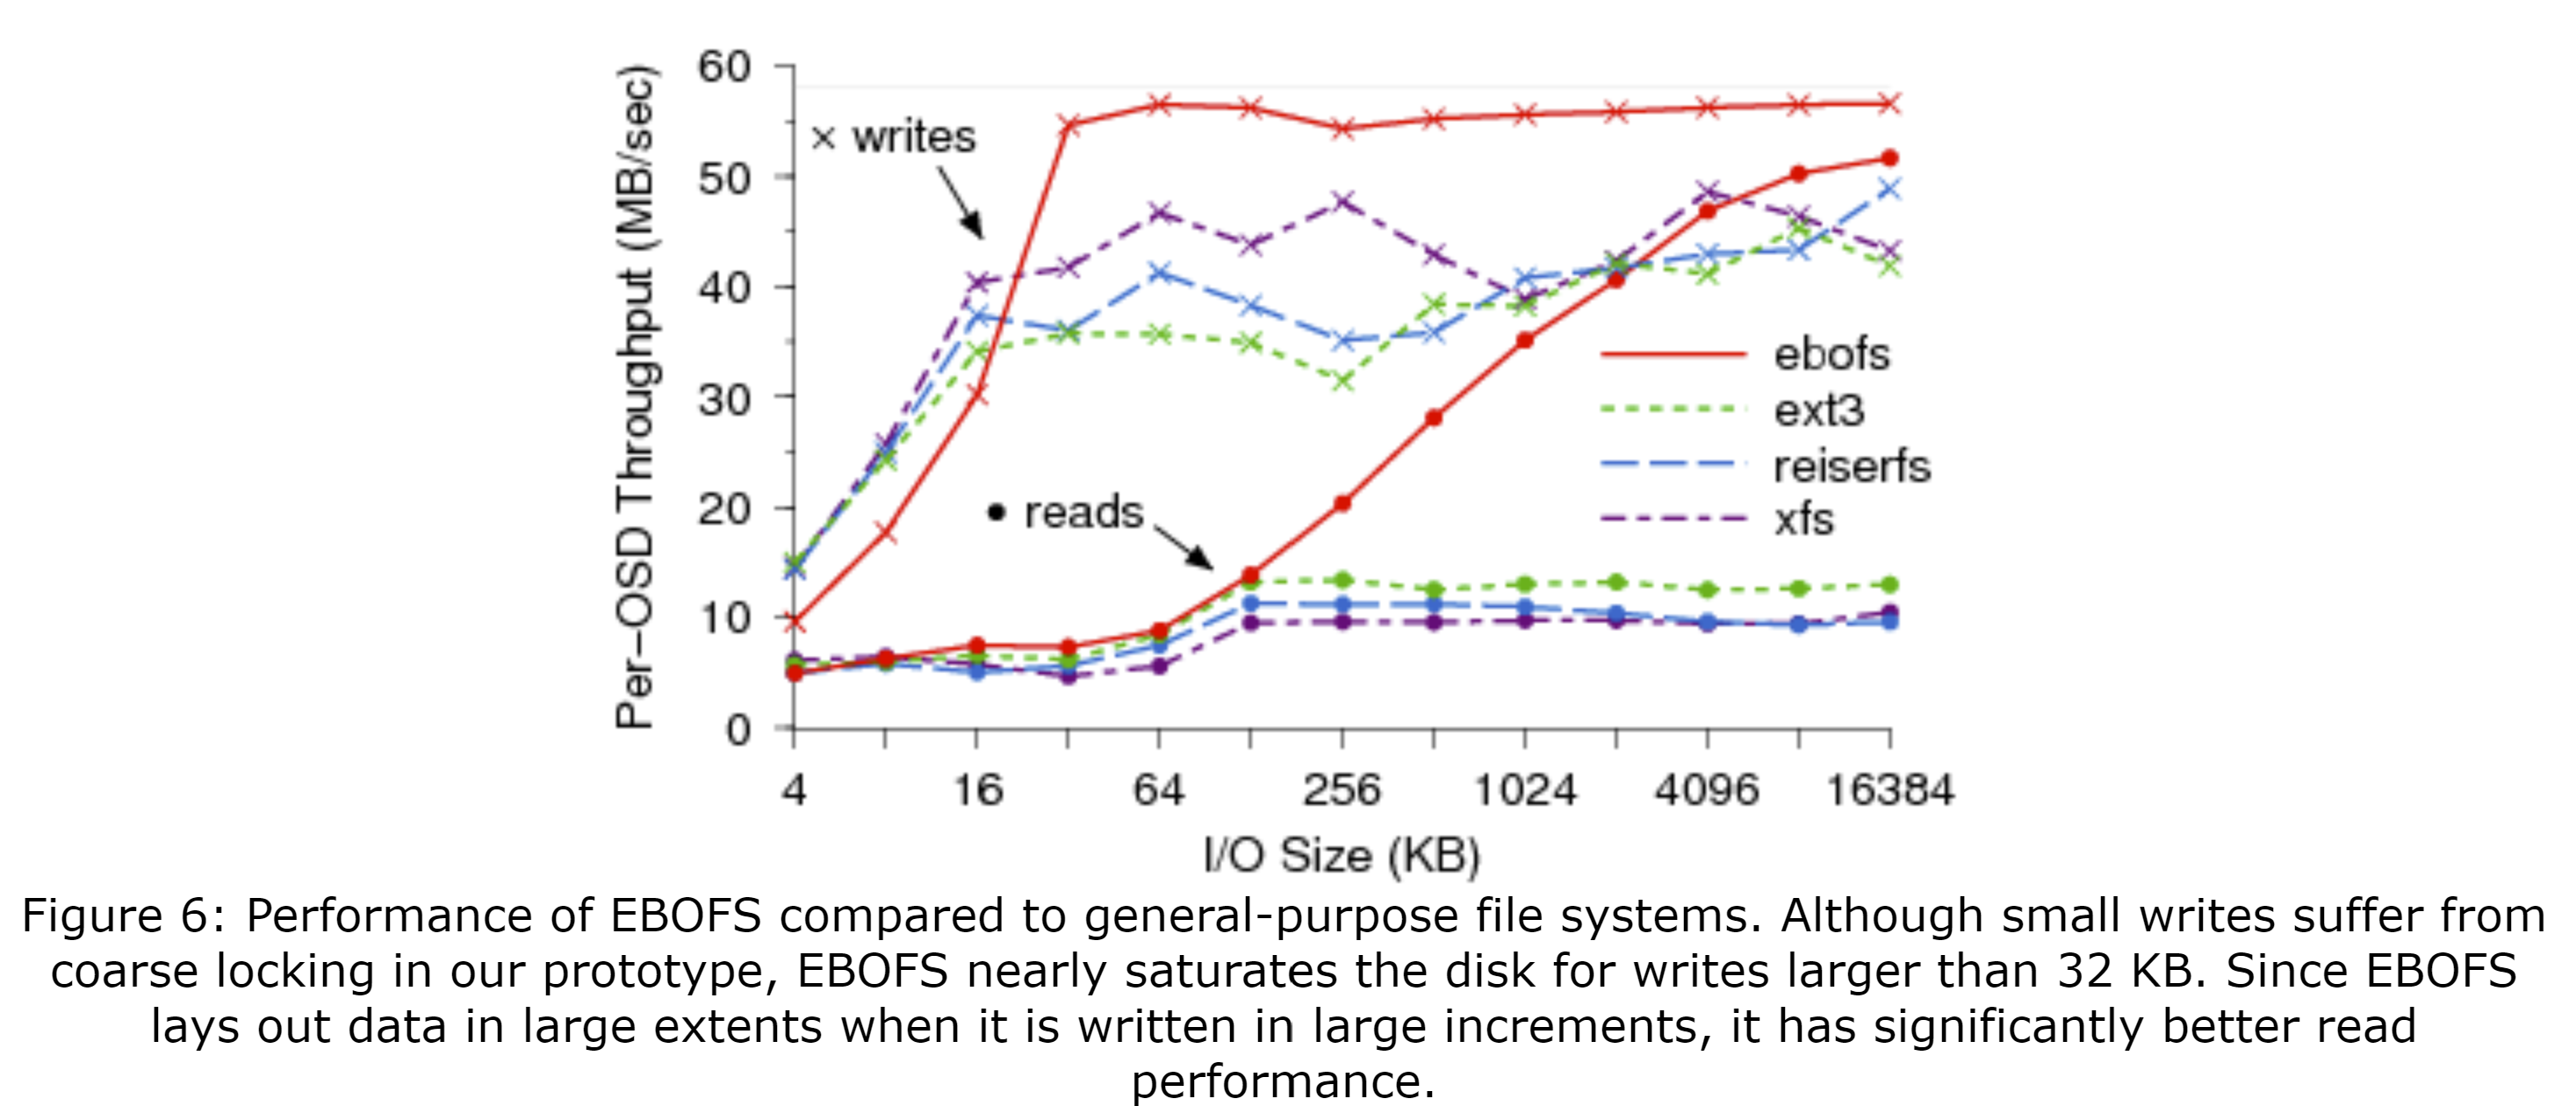 60
50
40
30
20
10
0
Per–OSD Throughput (MB/sec)
× writes
• reads
ebofs
ext3
reiserfs
xfs
4 16 64 256 1024 4096 16384
I/O Size (KB)
Figure 6: Performance of EBOFS compared to general-purpose file systems. Although small writes suffer from
coarse locking in our prototype, EBOFS nearly saturates the disk for writes larger than 32 KB. Since EBOFS
lays out data in large extents when it is written in large increments, it has significantly better read
performance.